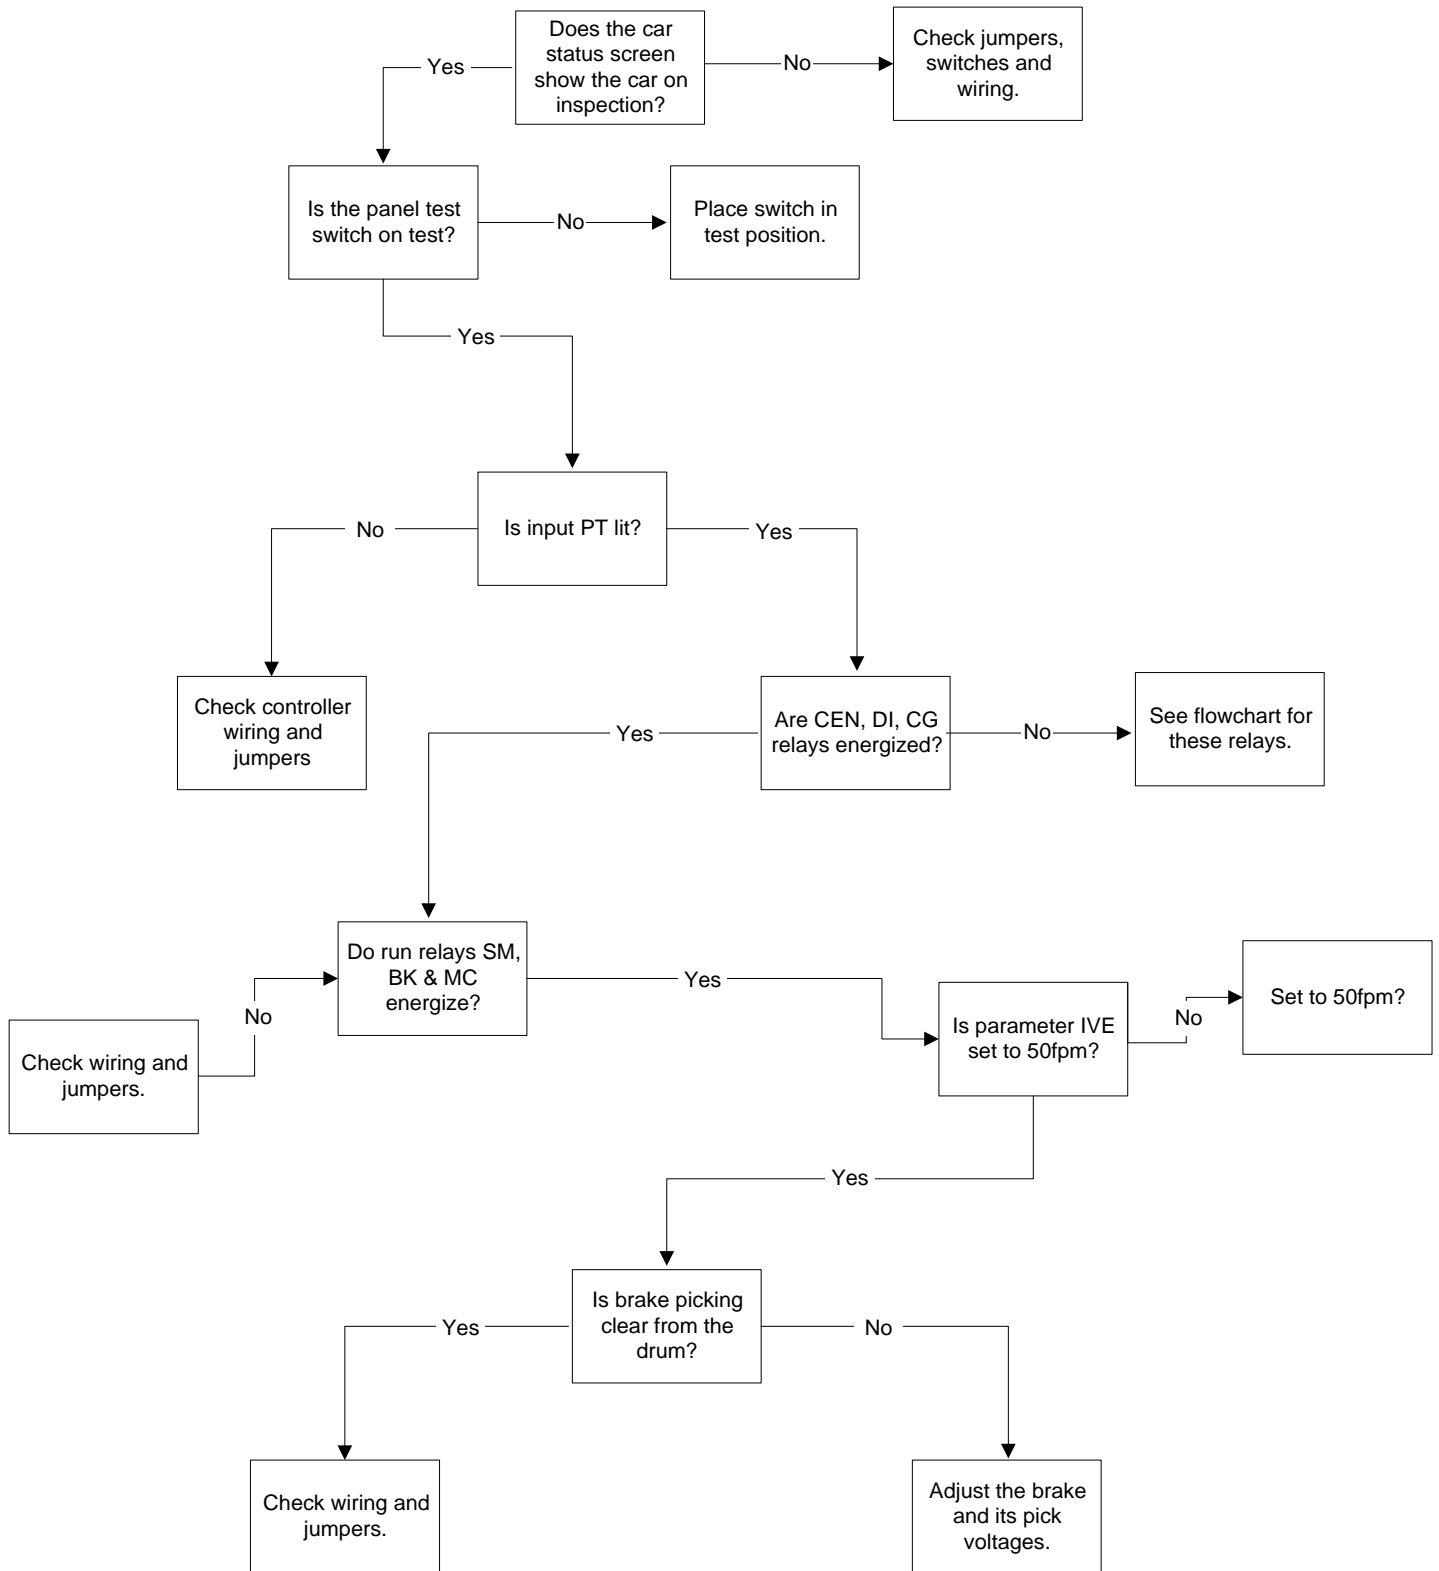 Does the car
status screen
show the car on
inspection?
Yes
No
Check jumpers,
switches and
wiring.
Is the panel test
switch on test?
No
Place switch in
test position.
Yes
Is input PT lit?
No
Yes
Check controller
wiring and
jumpers
Are CEN, DI, CG
relays energized?
Yes
No
See flowchart for
these relays.
Do run relays SM,
BK & MC
energize?
Yes
No
Check wiring and
jumpers.
Is parameter IVE
set to 50fpm?
No
Set to 50fpm?
Yes
Is brake picking
clear from the
drum?
Yes
No
Check wiring and
jumpers.
Adjust the brake
and its pick
voltages.